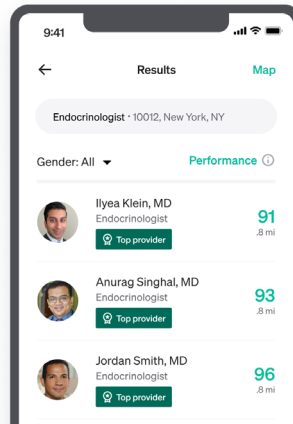 9:41
Results
Map
Endocrinologist · 10012, New York, NY
Gender: All
Performance
Ilyea Klein, MD
Endocrinologist
91
.8 mi
Top provider
Anurag Singhal, MD
Endocrinologist
93
.8 mi
Top provider
Jordan Smith, MD
Endocrinologist
96
.8 mi
Top provider